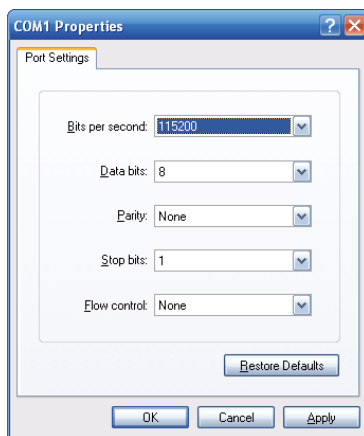 COM1 Properties
Port Settings
Bits per second: 115200
Data bits: 8
Parity: None
Stop bits: 1
Flow control: None
Restore Defaults
OK Cancel Apply